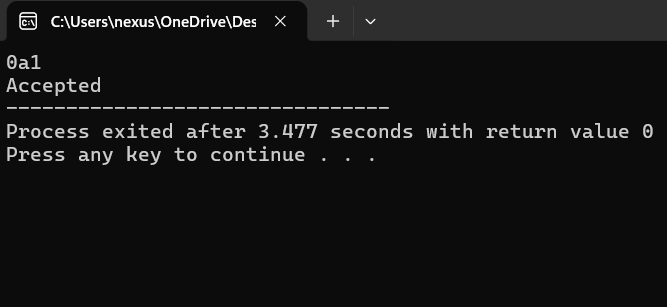 C:\Users\nexus\OneDrive\Des
0a1
Accepted
--------------------------------
Process exited after 3.477 seconds with return value 0
Press any key to continue . . .